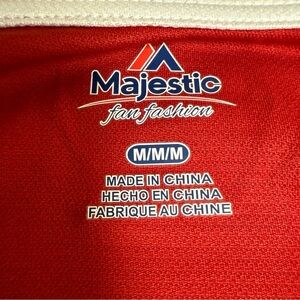 Majestic
fan fashion
M/M/M
MADE IN CHINA
HECHO EN CHINA
FABRIQUE AU CHINE